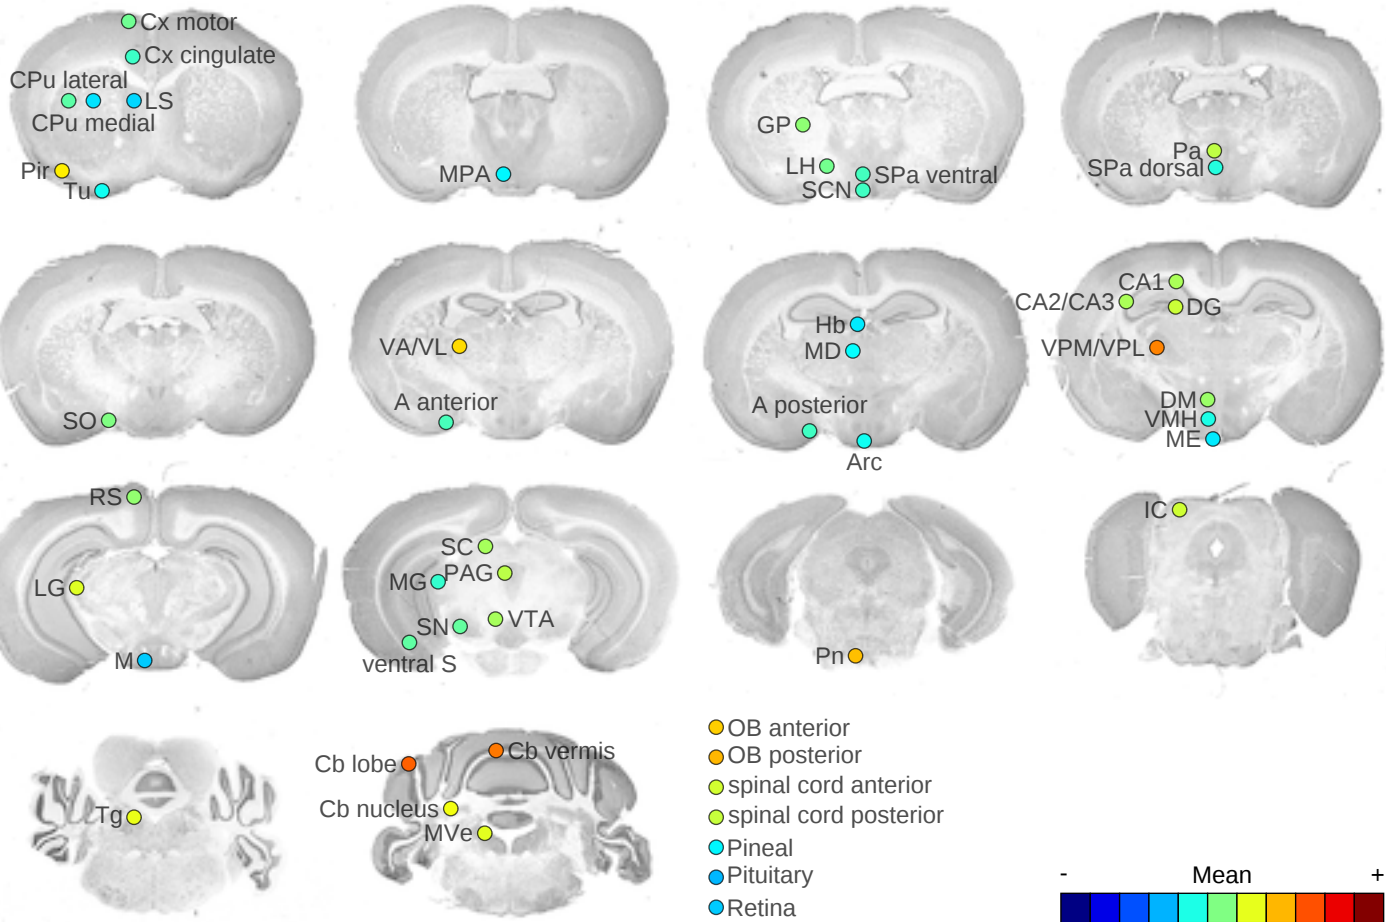 Cx motor
Cx cingulate
CPu lateral
LS
CPu medial
Pir
Tu
MPA
GP
LH
SPa ventral
SCN
Pa
SPa dorsal
SO
VA/VL
A anterior
Hb
MD
A posterior
Arc
CA1
CA2/CA3
DG
VPM/VPL
DM
VMH
ME
RS
LG
M
SC
MG
PAG
SN
VTA
ventral S
Pn
IC
Tg
Cb lobe
Cb vermis
Cb nucleus
MVe
OB anterior
OB posterior
spinal cord anterior
spinal cord posterior
Pineal
Pituitary
Retina
- Mean +